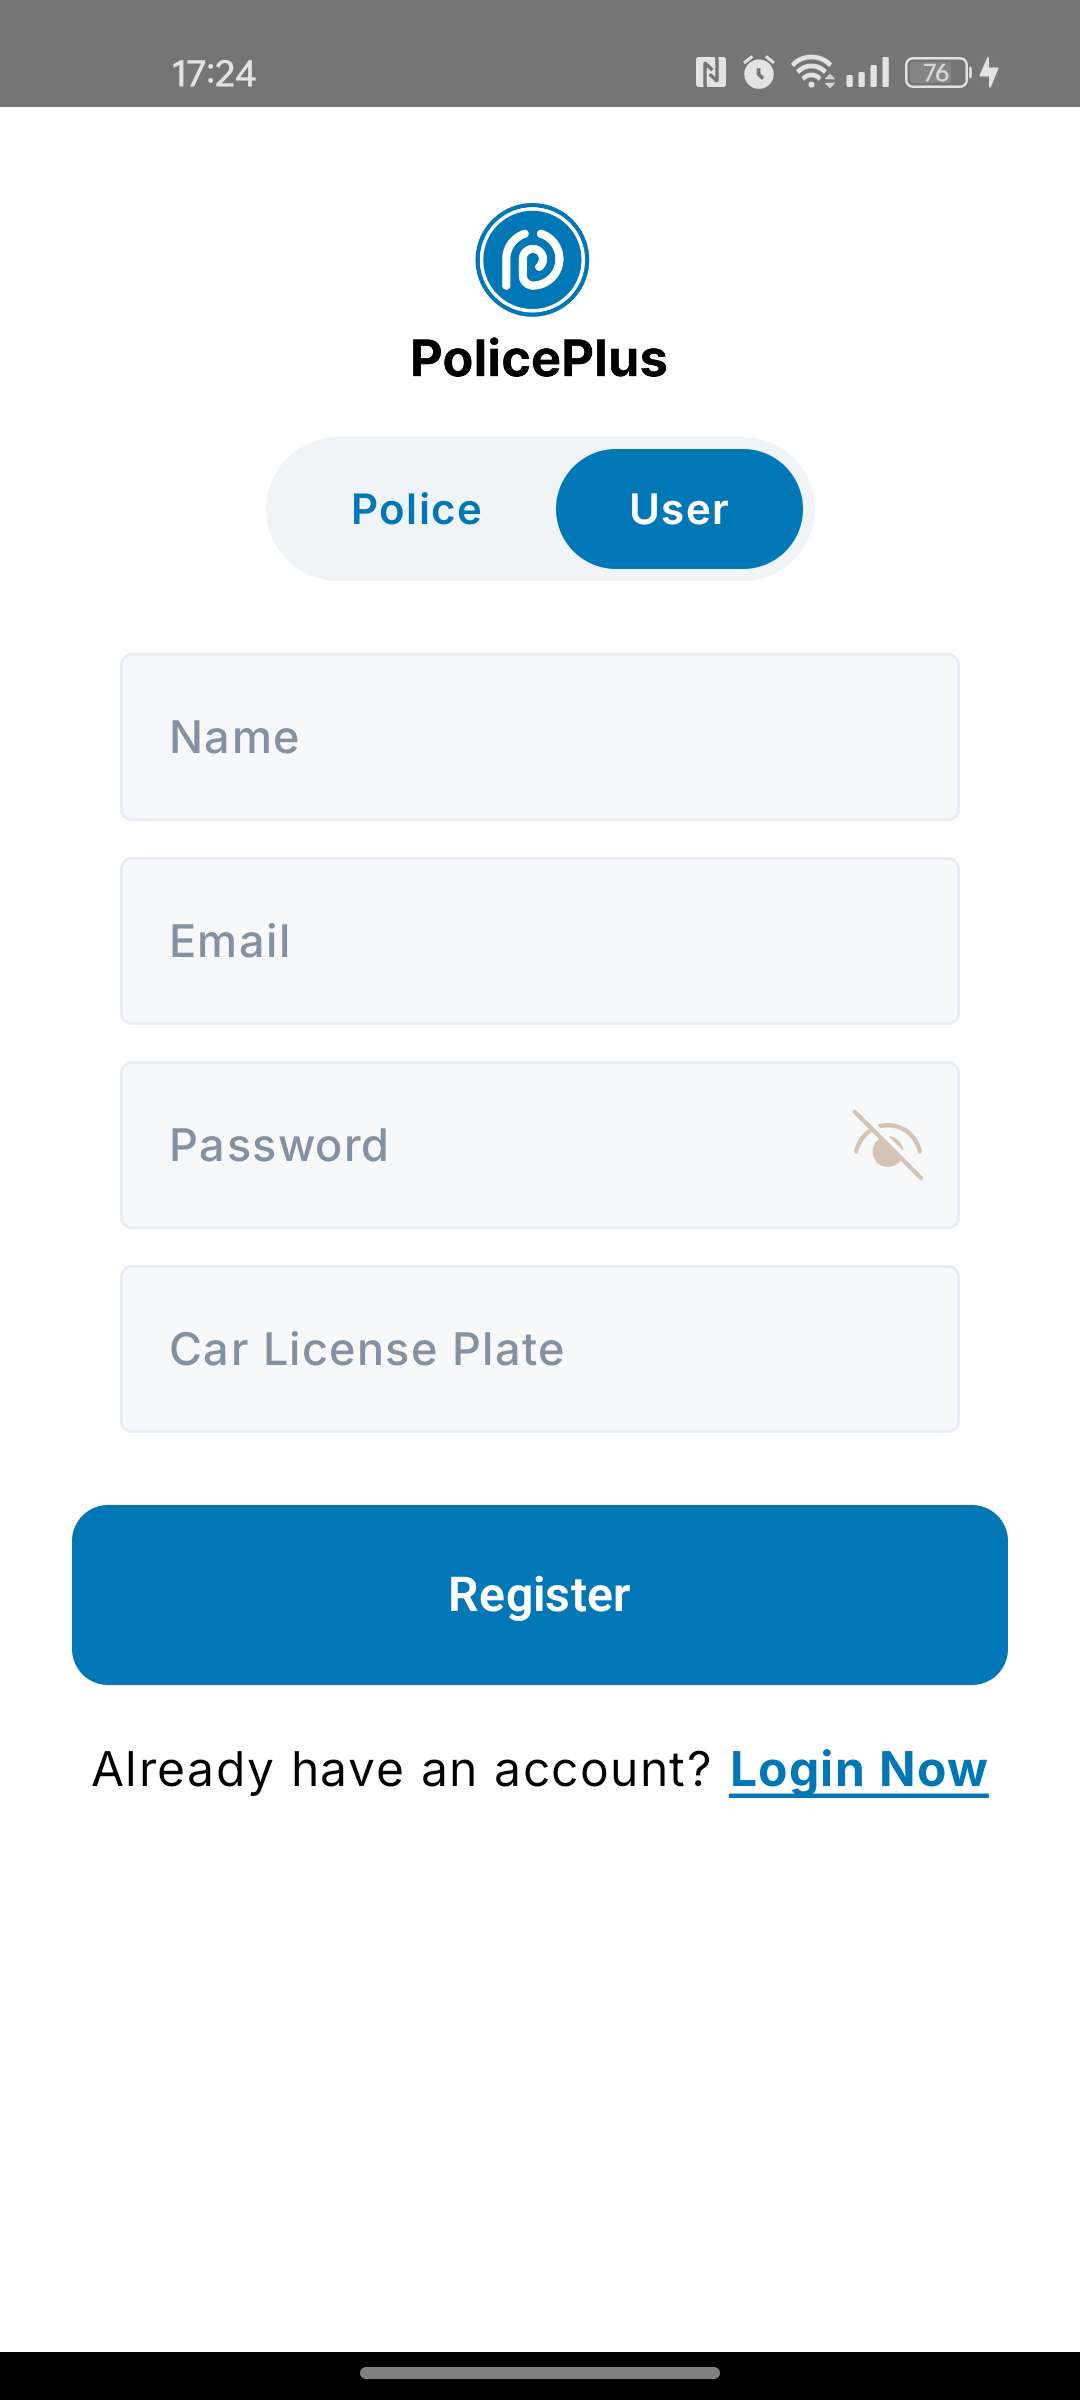 17:24 76
PolicePlus
Police User
Name
Email
Password
Car License Plate
Register
Already have an account? Login Now